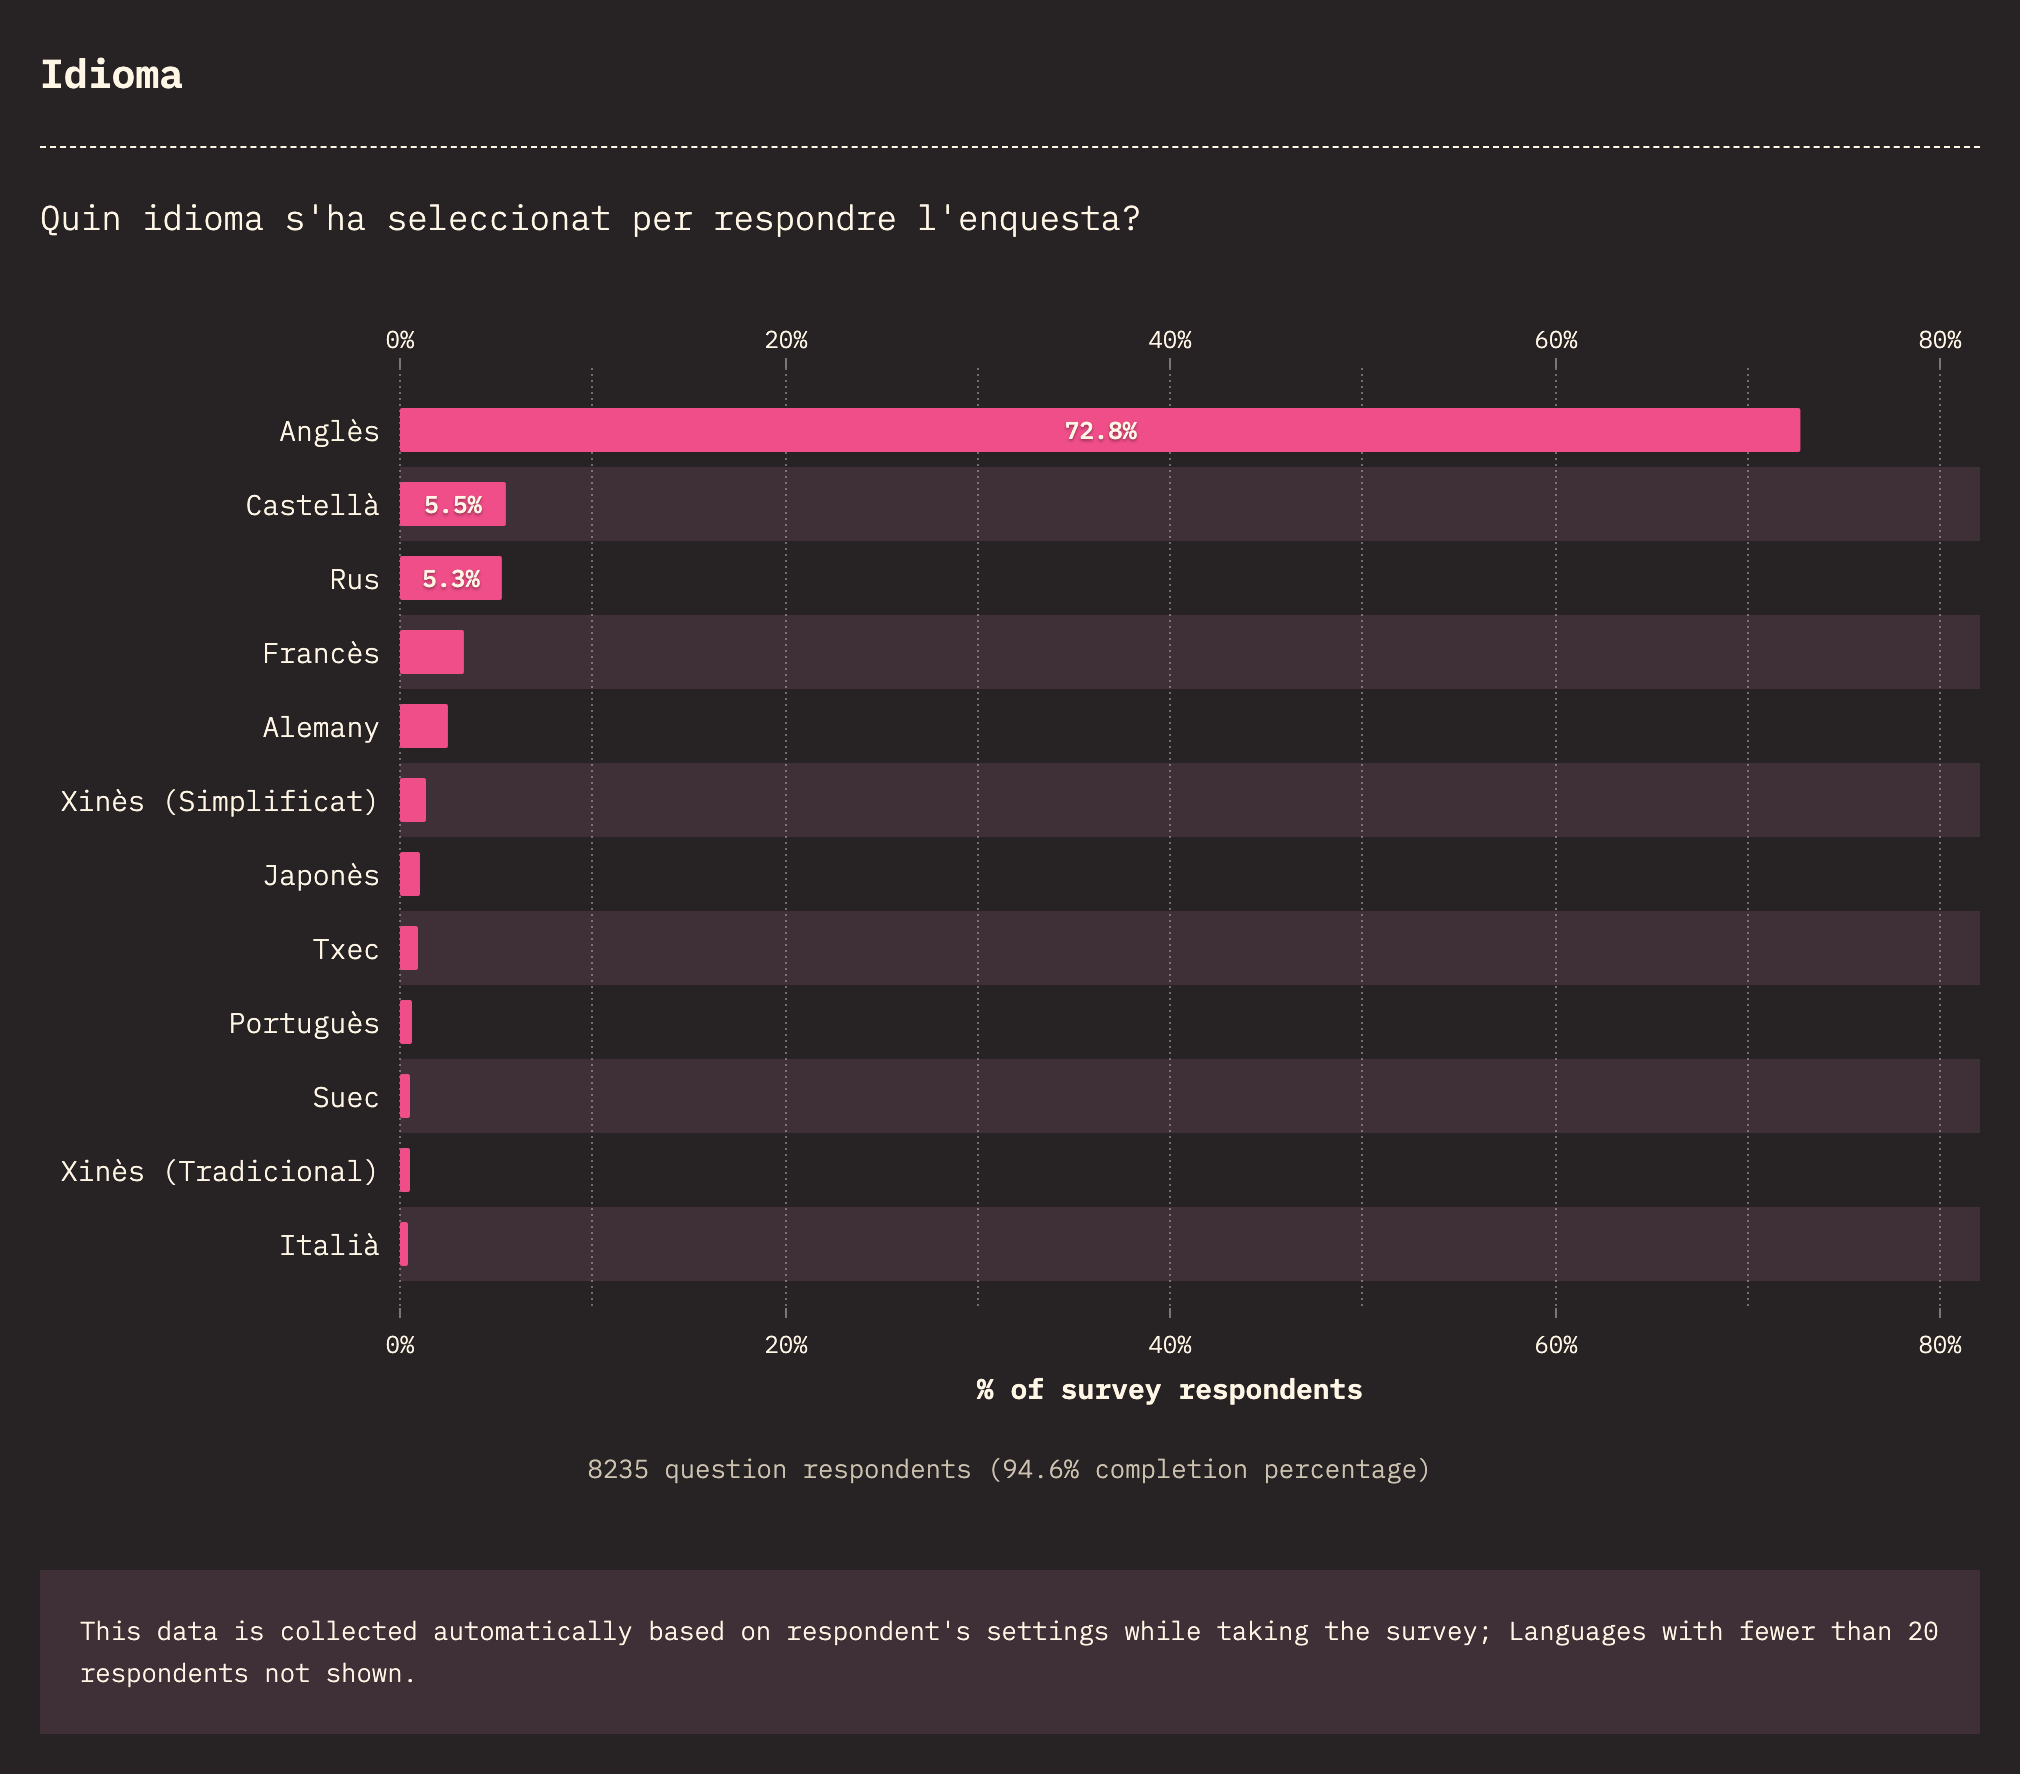 Idioma
Quin idioma s'ha seleccionat per respondre l'enquesta?
0% 20% 40% 60% 80%
Anglès 72.8%
Castellà 5.5%
Rus 5.3%
Francès
Alemany
Xinès (Simplificat)
Japonès
Txec
Portuguès
Suec
Xinès (Tradicional)
Italià
0% 20% 40% 60% 80%
% of survey respondents
8235 question respondents (94.6% completion percentage)
This data is collected automatically based on respondent's settings while taking the survey; Languages with fewer than 20
respondents not shown.